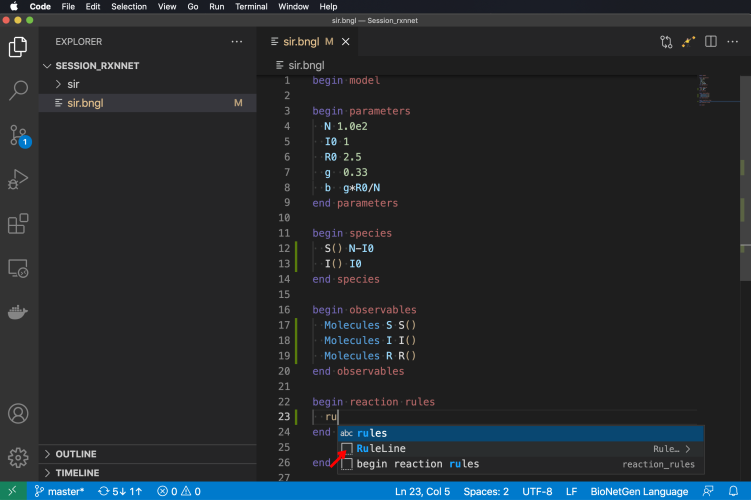 Code File Edit Selection View Go Run Terminal Window Help
sir.bngl — Session_rxnnet
EXPLORER
SESSION_RXNNET
sir
sir.bngl M
1
OUTLINE
TIMELINE
sir.bngl M
sir.bngl
1 begin model
2
3 begin parameters
4 N 1.0e2
5 I0 1
6 R0 2.5
7 g 0.33
8 b g*R0/N
9 end parameters
10
11 begin species
12 S() N-I0
13 I() I0
14 end species
15
16 begin observables
17 Molecules S S()
18 Molecules I I()
19 Molecules R R()
20 end observables
21
22 begin reaction rules
23 ru
24 end
25
26 end
27
abc rules
RuleLine Rule…
begin reaction rules reaction_rules
master* 5↓ 1↑ 0 0 Ln 23, Col 5 Spaces: 2 UTF-8 LF BioNetGen Language